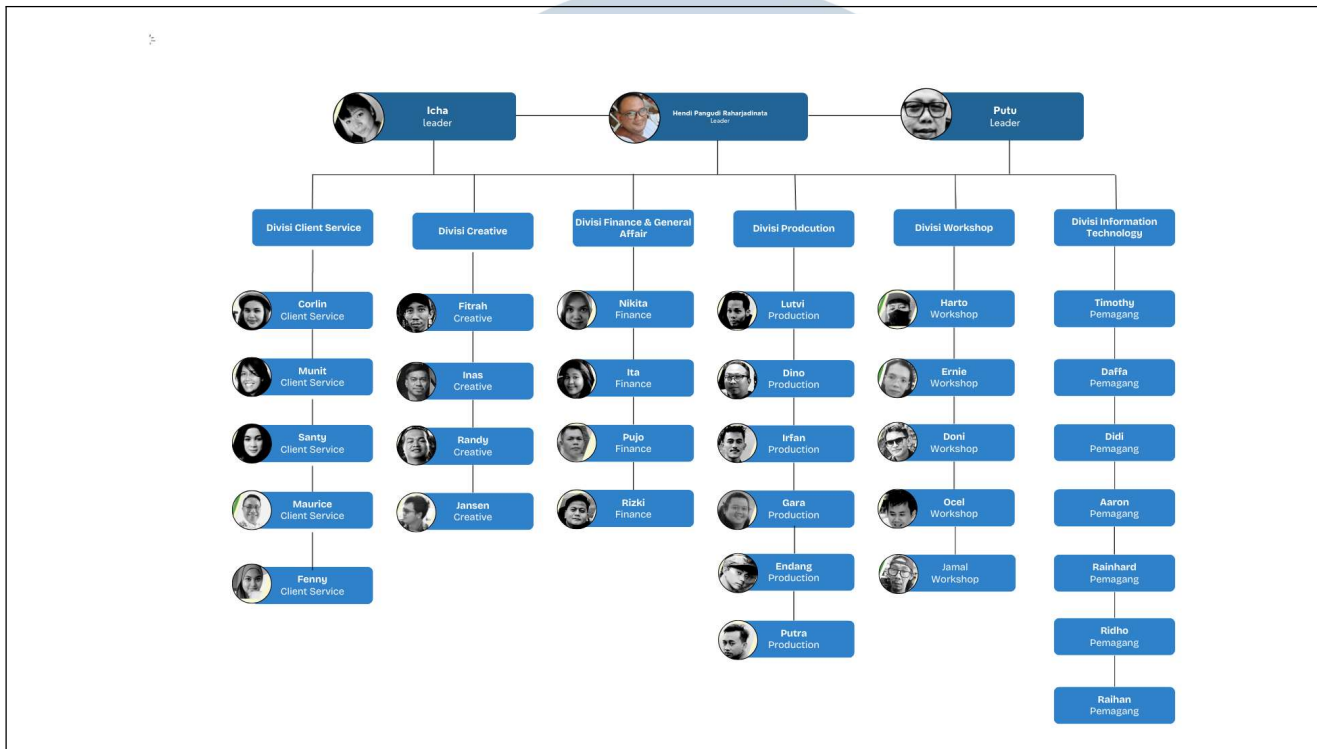 Icha
leader
Hendi Pangudi Raharjadinata
Leader
Putu
Leader
Divisi Client Service
Divisi Creative
Divisi Finance & General
Affair
Divisi Prodcution
Divisi Workshop
Divisi Information
Technology
Corlin
Client Service
Munit
Client Service
Santy
Client Service
Maurice
Client Service
Fenny
Client Service
Fitrah
Creative
Inas
Creative
Randy
Creative
Jansen
Creative
Nikita
Finance
Ita
Finance
Pujo
Finance
Rizki
Finance
Lutvi
Production
Dino
Production
Irfan
Production
Gara
Production
Endang
Production
Putra
Production
Harto
Workshop
Ernie
Workshop
Doni
Workshop
Ocel
Workshop
Jamal
Workshop
Timothy
Pemagang
Daffa
Pemagang
Didi
Pemagang
Aaron
Pemagang
Rainhard
Pemagang
Ridho
Pemagang
Raihan
Pemagang